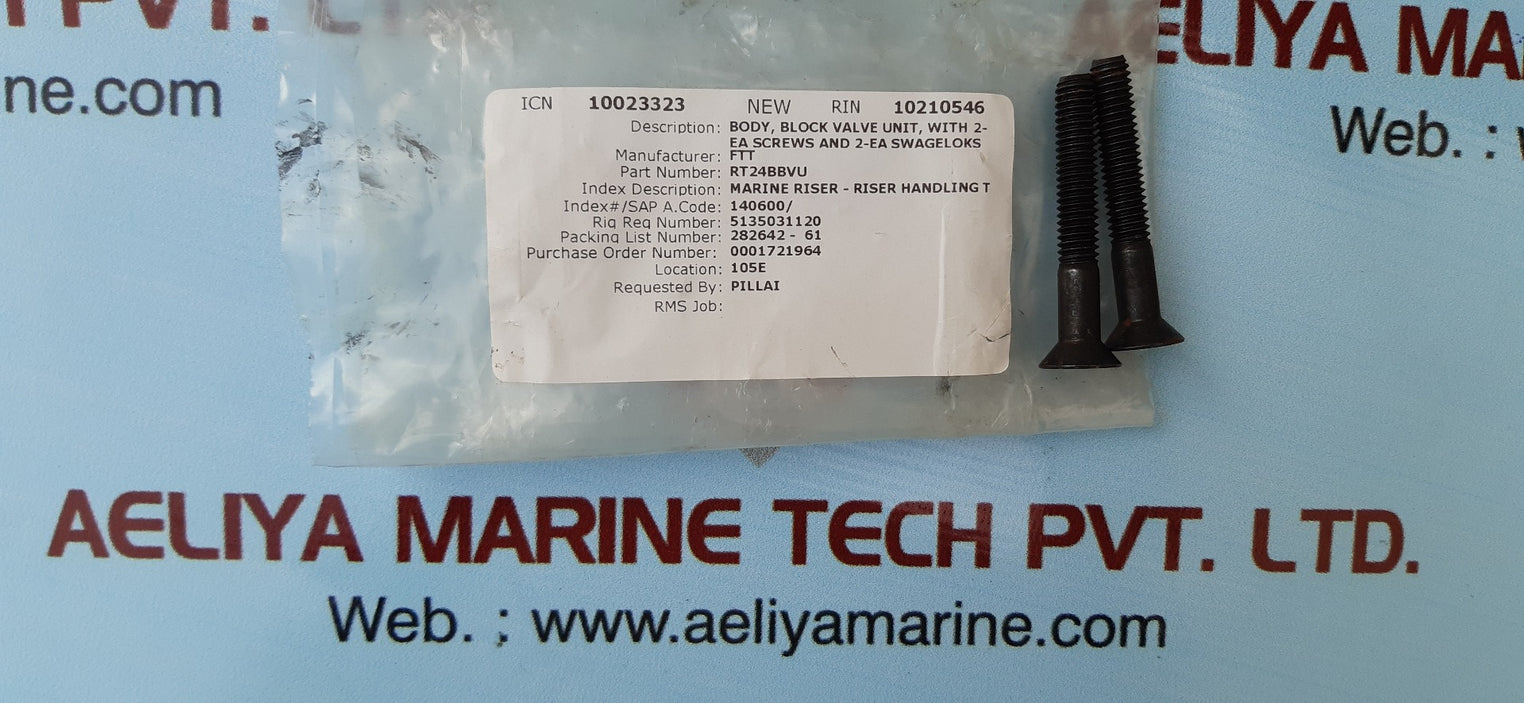 PVT.
AELIYA MA
ne.com
Web. :
ICN 10023323 NEW RIN 10210546
Description: BODY, BLOCK VALVE UNIT, WITH 2-
EA SCREWS AND 2-EA SWAGELOKS
Manufacturer: FTT
Part Number: RT24BBVU
Index Description: MARINE RISER - RISER HANDLING T
Index#/SAP A.Code: 140600/
Rig Req Number: 5135031120
Packing List Number: 282642 - 61
Purchase Order Number: 0001721964
Location: 105E
Requested By: PILLAI
RMS Job:
AELIYA MARINE TECH PVT. LTD.
Web. : www.aeliyamarine.com